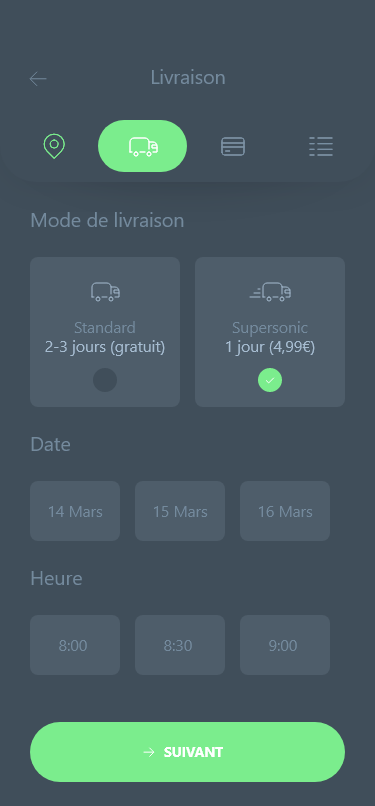 Livraison
Mode de livraison
Standard
2-3 jours (gratuit)
Supersonic
1 jour (4,99€)
Date
14 Mars
15 Mars
16 Mars
Heure
8:00
8:30
9:00
SUIVANT